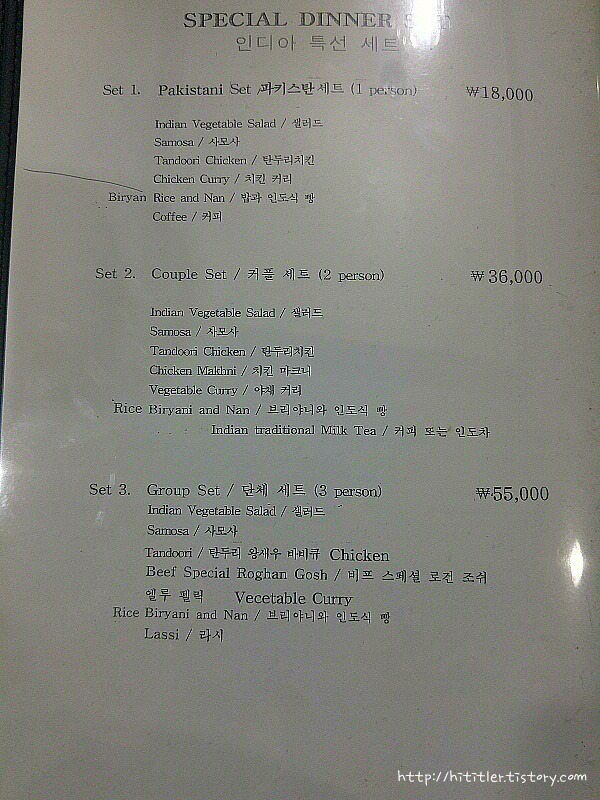 SPECIAL DINNER
인디아 특선 세트
Set 1. Pakistani Set /파키스탄 세트 (1 person) ₩18,000
Indian Vegetable Salad / 샐러드
Samosa / 사모사
Tandoori Chicken / 탄두리치킨
Chicken Curry / 치킨 커리
Biryan Rice and Nan / 밥과 인도식 빵
Coffee / 커피
Set 2. Couple Set / 커플 세트 (2 person) ₩36,000
Indian Vegetable Salad / 샐러드
Samosa / 사모사
Tandoori Chicken / 탄두리치킨
Chicken Makhni / 치킨 마크니
Vegetable Curry / 야채 커리
Rice Biryani and Nan / 브리야니와 인도식 빵
Indian traditional Milk Tea / 커피 또는 인도차
Set 3. Group Set / 단체 세트 (3 person) ₩55,000
Indian Vegetable Salad / 샐러드
Samosa / 사모샤
Tandoori / 탄두리 왕새우 바비큐 Chicken
Beef Special Roghan Gosh / 비프 스페셜 로건 조쉬
엘루 펄럭 Vecetable Curry
Rice Biryani and Nan / 브리야니와 인도식 빵
Lassi / 라시
http://hititler.tistory.com